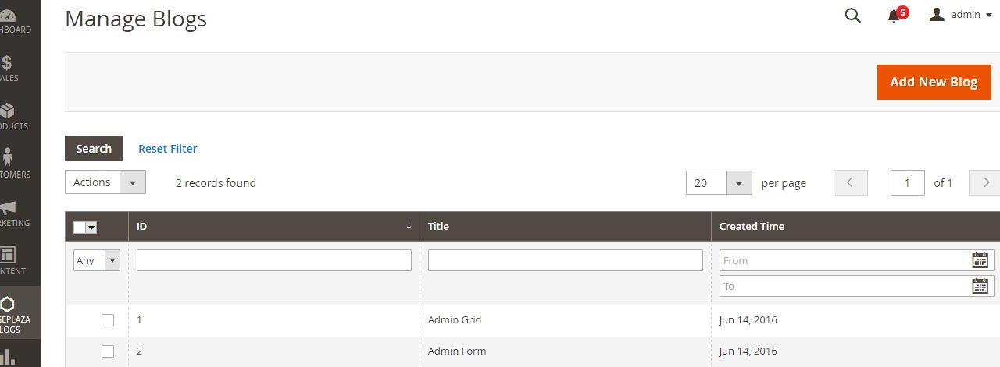 Manage Blogs
5
admin
HBOARD
ALES
ODUCTS
TOMERS
RKETING
NTENT
GEPLAZA
LOGS
Add New Blog
Search
Reset Filter
Actions
2 records found
20
per page
1
of 1
ID
Title
Created Time
Any
From
To
1
Admin Grid
Jun 14, 2016
2
Admin Form
Jun 14, 2016